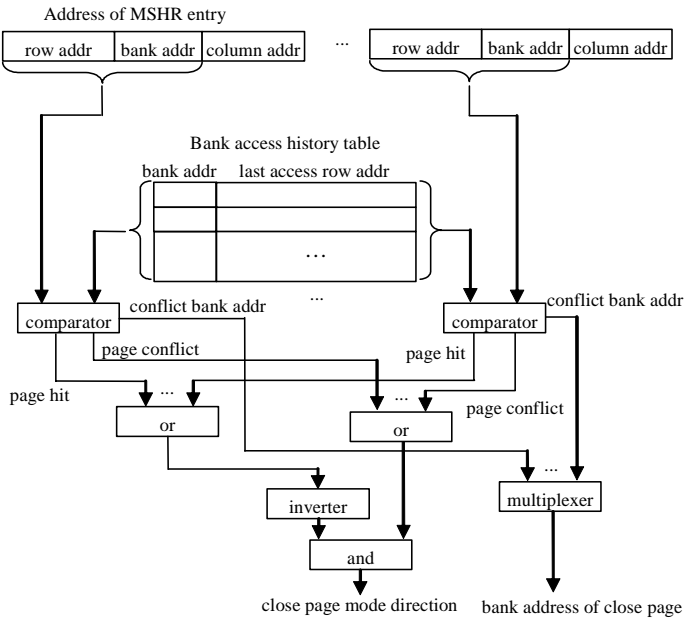 Address of MSHR entry
row addr bank addr column addr ... row addr bank addr column addr
Bank access history table
bank addr last access row addr
...
...
conflict bank addr conflict bank addr
comparator comparator
page conflict page hit
page hit ... ... page conflict
or or
...
inverter multiplexer
and
close page mode direction bank address of close page